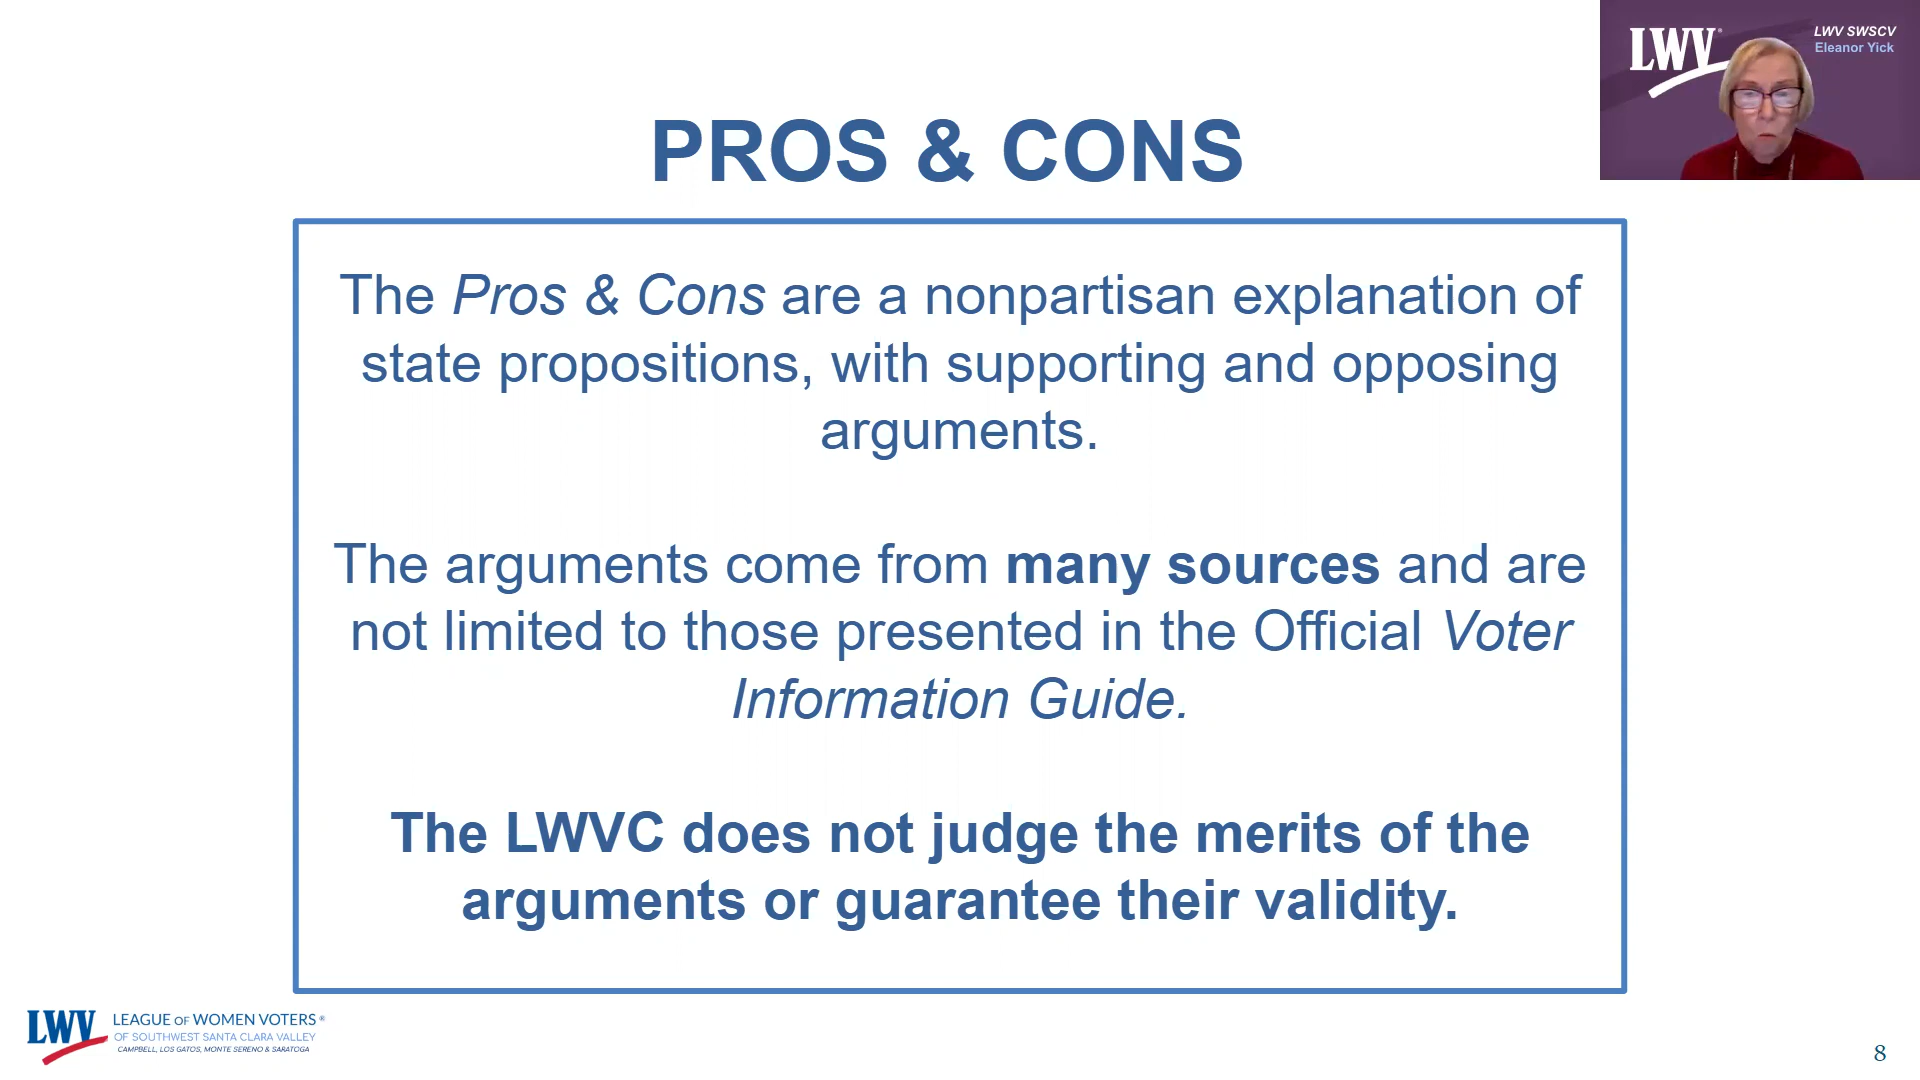 LWV
LWV SWSCV
Eleanor Yick
PROS & CONS
The Pros & Cons are a nonpartisan explanation of
state propositions, with supporting and opposing
arguments.
The arguments come from many sources and are
not limited to those presented in the Official Voter
Information Guide.
The LWVC does not judge the merits of the
arguments or guarantee their validity.
LWV
LEAGUE OF WOMEN VOTERS®
OF SOUTHWEST SANTA CLARA VALLEY
CAMPBELL, LOS GATOS, MONTE SERENO & SARATOGA
8